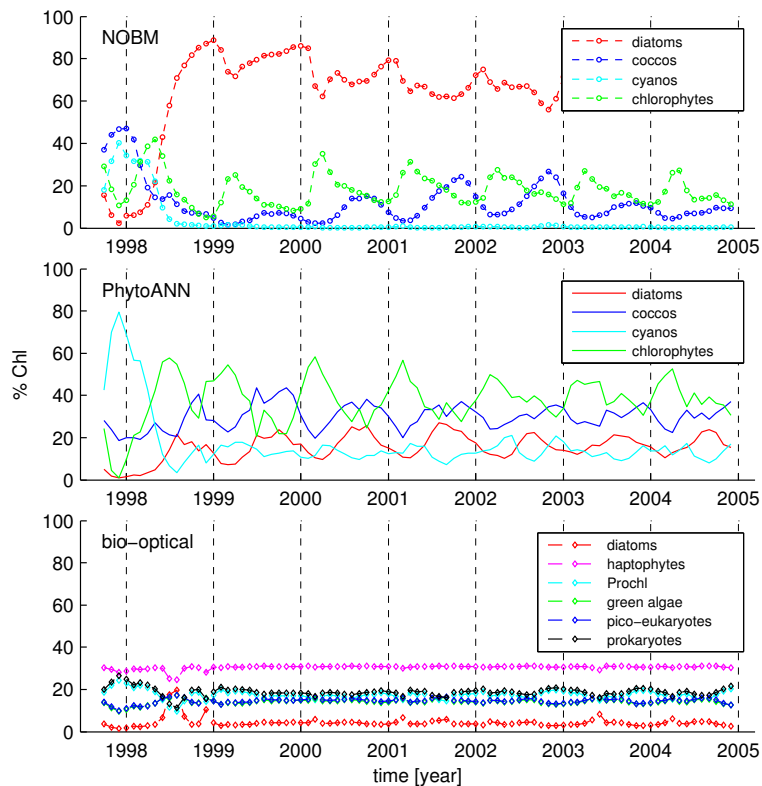 100
NOBM
80
60
40
20
0
diatoms
coccos
cyanos
chlorophytes
1998 1999 2000 2001 2002 2003 2004 2005
100
PhytoANN
80
60
40
20
0
diatoms
coccos
cyanos
chlorophytes
% Chl
1998 1999 2000 2001 2002 2003 2004 2005
100
bio-optical
80
60
40
20
0
diatoms
haptophytes
Prochl
green algae
pico-eukaryotes
prokaryotes
1998 1999 2000 2001 2002 2003 2004 2005
time [year]